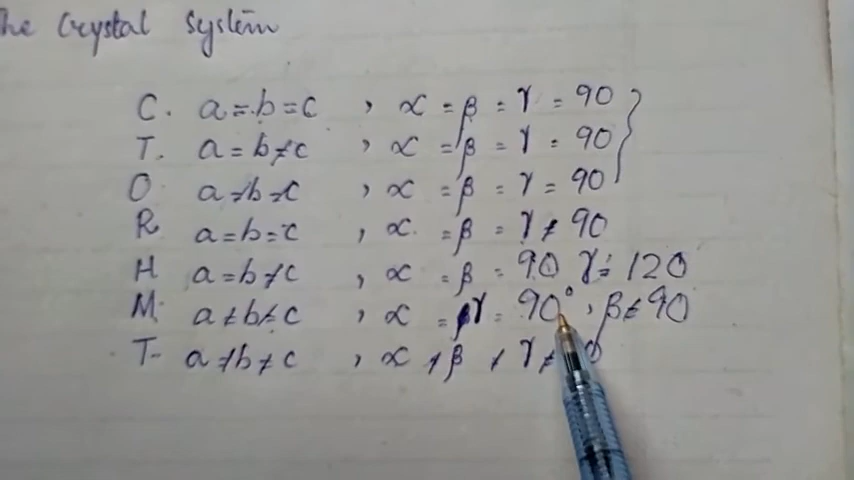 The Crystal System
C. a = b = c , α = β = γ = 90
T. a = b ≠ c , α = β = γ = 90
O. a ≠ b ≠ c , α = β = γ = 90
R a = b = c , α = β = γ ≠ 90
H a = b ≠ c , α = β = 90 γ = 120
M. a ≠ b ≠ c , α = γ = 90° , β ≠ 90
T- a ≠ b ≠ c , α ≠ β ≠ γ ≠